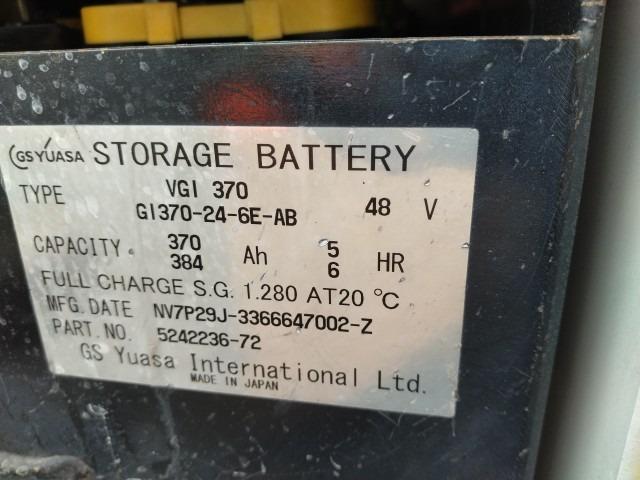 GS YUASA STORAGE BATTERY
TYPE VGI 370 48 V
GI370-24-6E-AB
CAPACITY 370 Ah 5 HR
384 6
FULL CHARGE S.G. 1.280 AT20 ℃
MFG. DATE NV7P29J-3366647002-Z
PART. NO. 5242236-72
GS Yuasa International Ltd.
MADE IN JAPAN